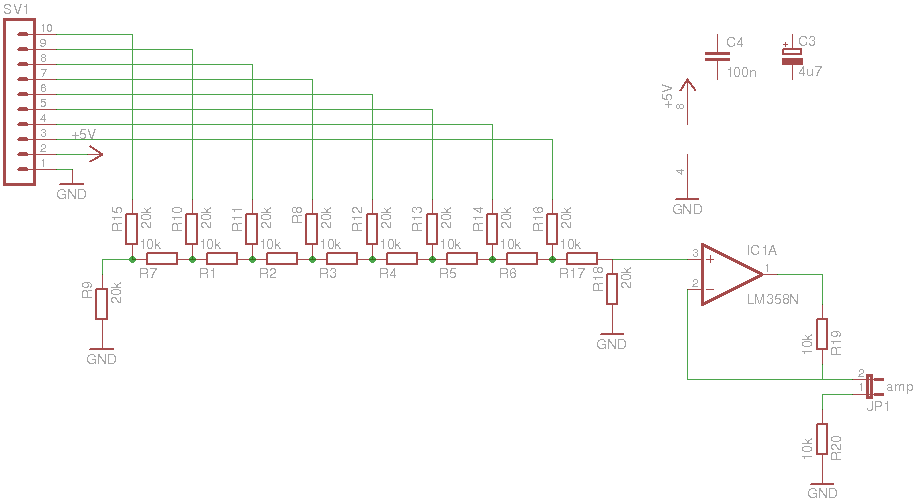 SV1
10
9
8
7
6
5
4
3
2
1
+5V
GND
C4
100n
+
C3
4u7
+5V
8
4
GND
R15
20k
R10
20k
R11
20k
R8
20k
R12
20k
R13
20k
R14
20k
R16
20k
10k
10k
10k
10k
10k
10k
10k
10k
R7
R1
R2
R3
R4
R5
R6
R17
R9
20k
GND
R18
20k
GND
3
+
2
-
1
IC1A
LM358N
10k
R19
2
1
amp
JP1
10k
R20
GND